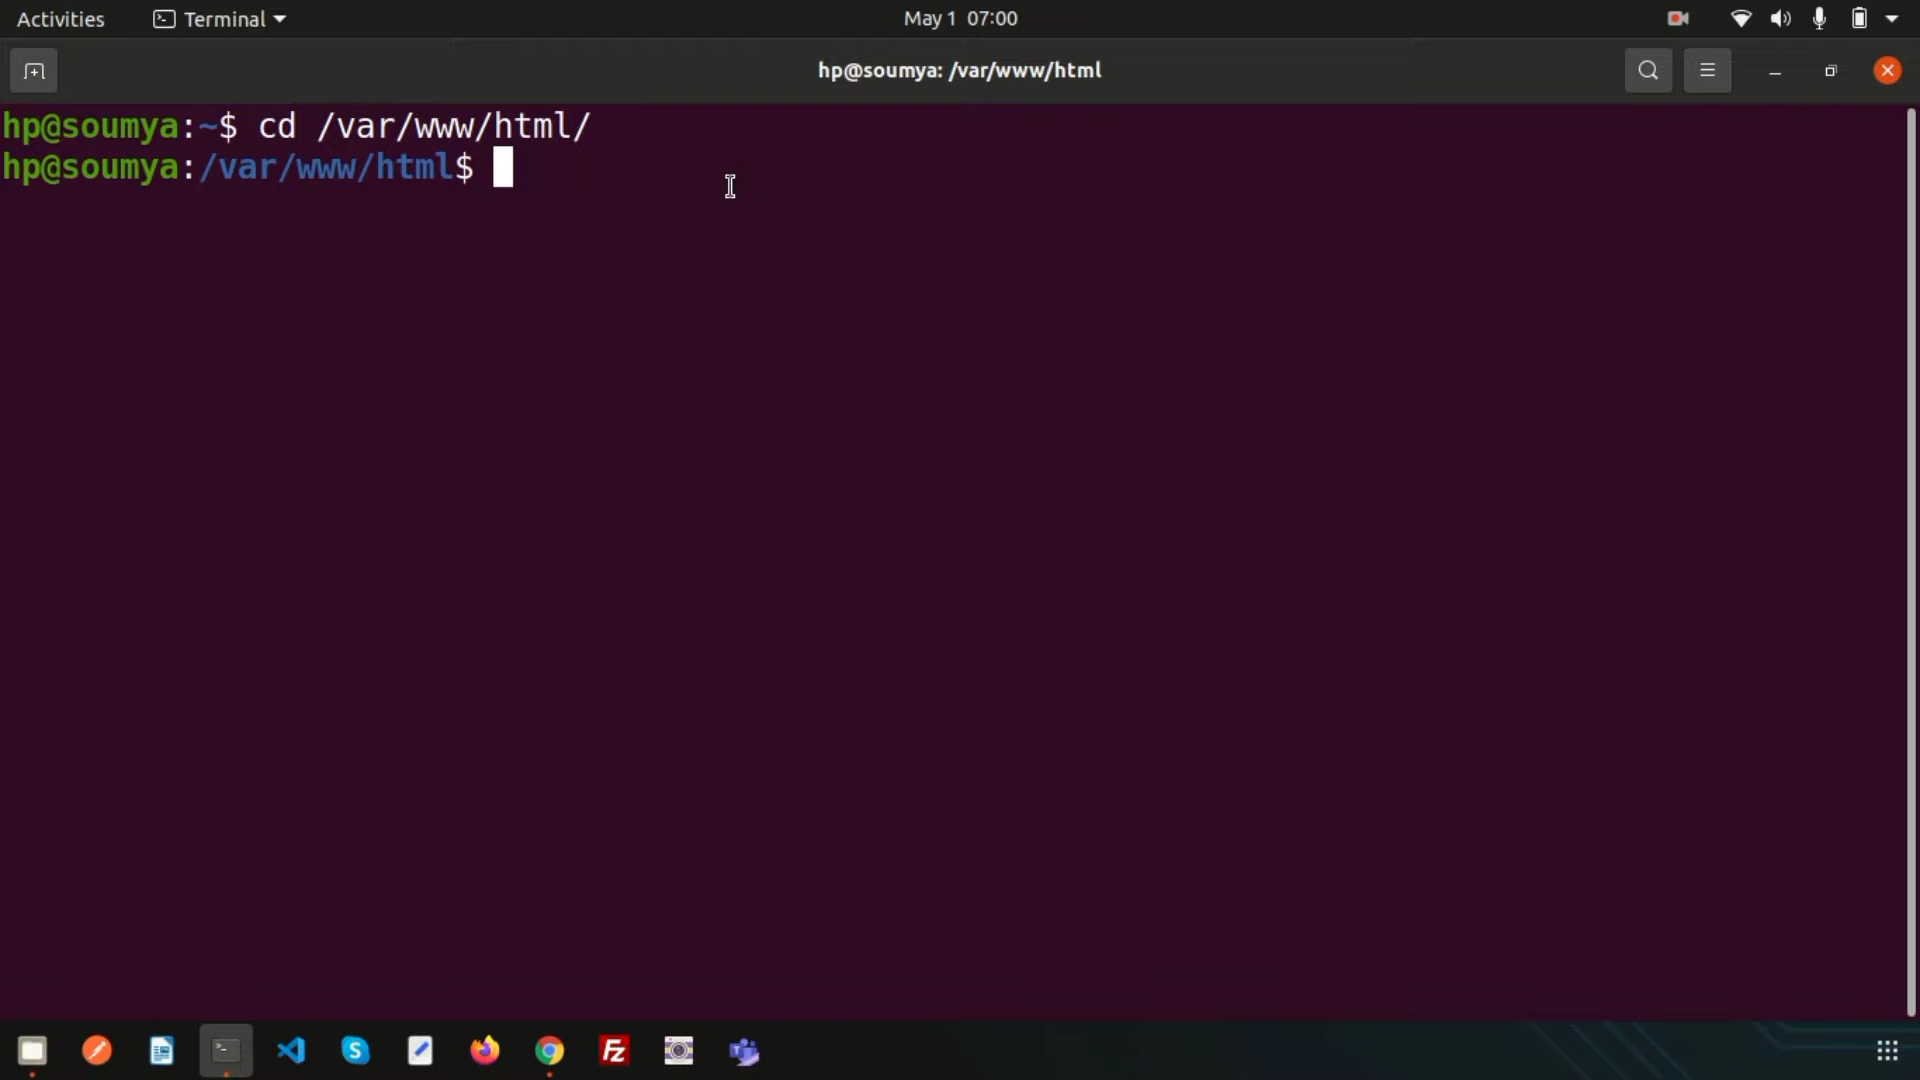 Activities Terminal May 1 07:00
hp@soumya: /var/www/html
hp@soumya:~$ cd /var/www/html/
hp@soumya:/var/www/html$